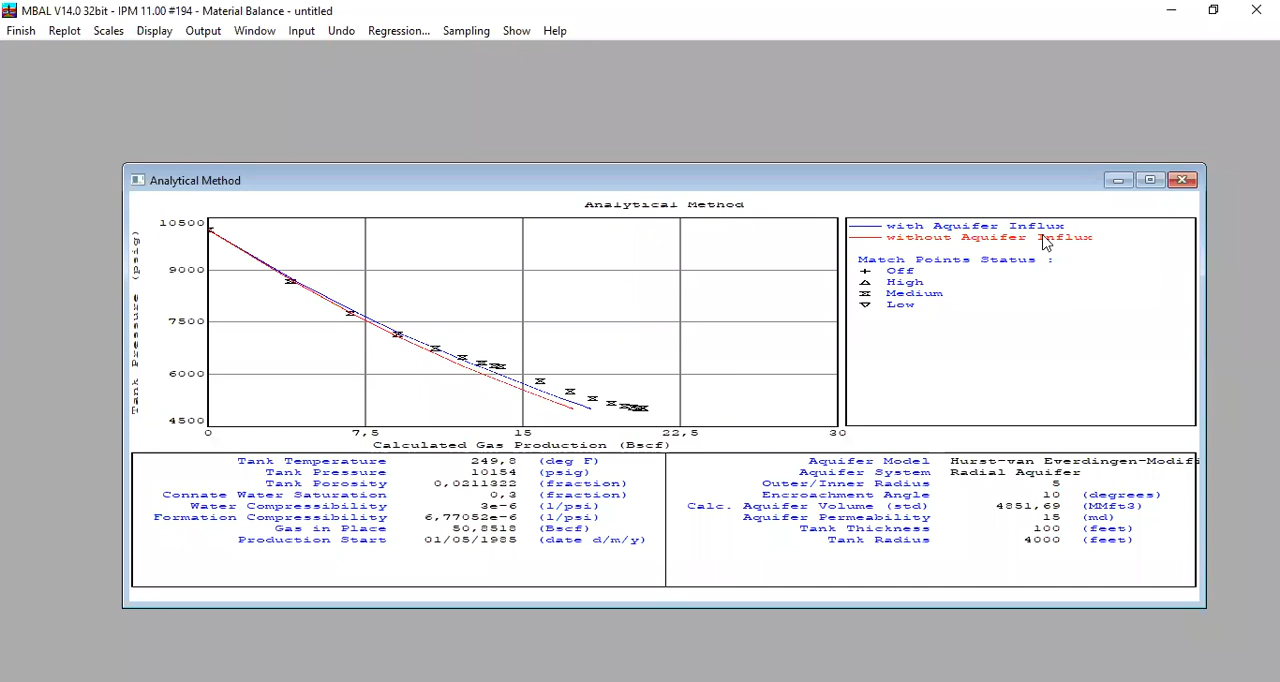 MBAL V14.0 32bit - IPM 11.00 #194 - Material Balance - untitled
Finish Replot Scales Display Output Window Input Undo Regression... Sampling Show Help
Analytical Method
Analytical Method
Tank Pressure (psig)
10500
9000
7500
6000
4500
0 7,5 15 22,5 30
Calculated Gas Production (Bscf)
with Aquifer Influx
without Aquifer Influx
Match Points Status :
Off
High
Medium
Low
Tank Temperature 249,8 (deg F)
Tank Pressure 10154 (psig)
Tank Porosity 0,0211322 (fraction)
Connate Water Saturation 0,3 (fraction)
Water Compressibility 3e-6 (1/psi)
Formation Compressibility 6,77052e-6 (1/psi)
Gas in Place 50,8518 (Bscf)
Production Start 01/05/1985 (date d/m/y)
Aquifer Model Hurst-van Everdingen-Modifi
Aquifer System Radial Aquifer
Outer/Inner Radius 5
Encroachment Angle 10 (degrees)
Calc. Aquifer Volume (std) 4851,69 (MMft3)
Aquifer Permeability 15 (md)
Tank Thickness 100 (feet)
Tank Radius 4000 (feet)